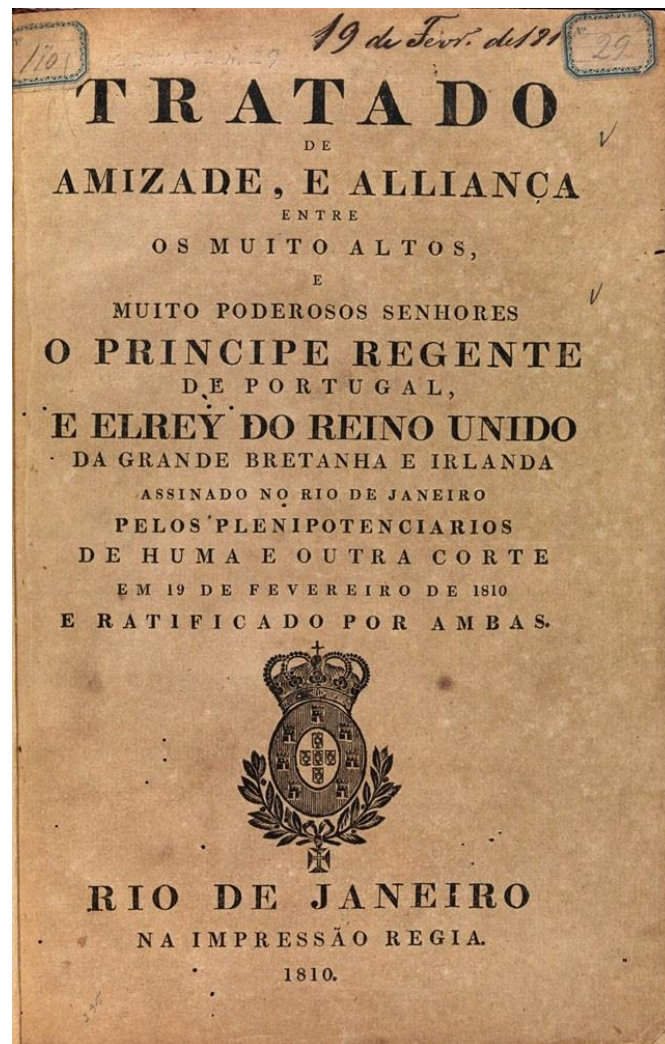 19 de Fevr. de 181
170
29
TRATADO
DE
AMIZADE, E ALLIANÇA
ENTRE
OS MUITO ALTOS,
E
MUITO PODEROSOS SENHORES
O PRINCIPE REGENTE
DE PORTUGAL,
E ELREY DO REINO UNIDO
DA GRANDE BRETANHA E IRLANDA
ASSINADO NO RIO DE JANEIRO
PELOS PLENIPOTENCIARIOS
DE HUMA E OUTRA CORTE
EM 19 DE FEVEREIRO DE 1810
E RATIFICADO POR AMBAS.
RIO DE JANEIRO
NA IMPRESSÃO REGIA.
1810.